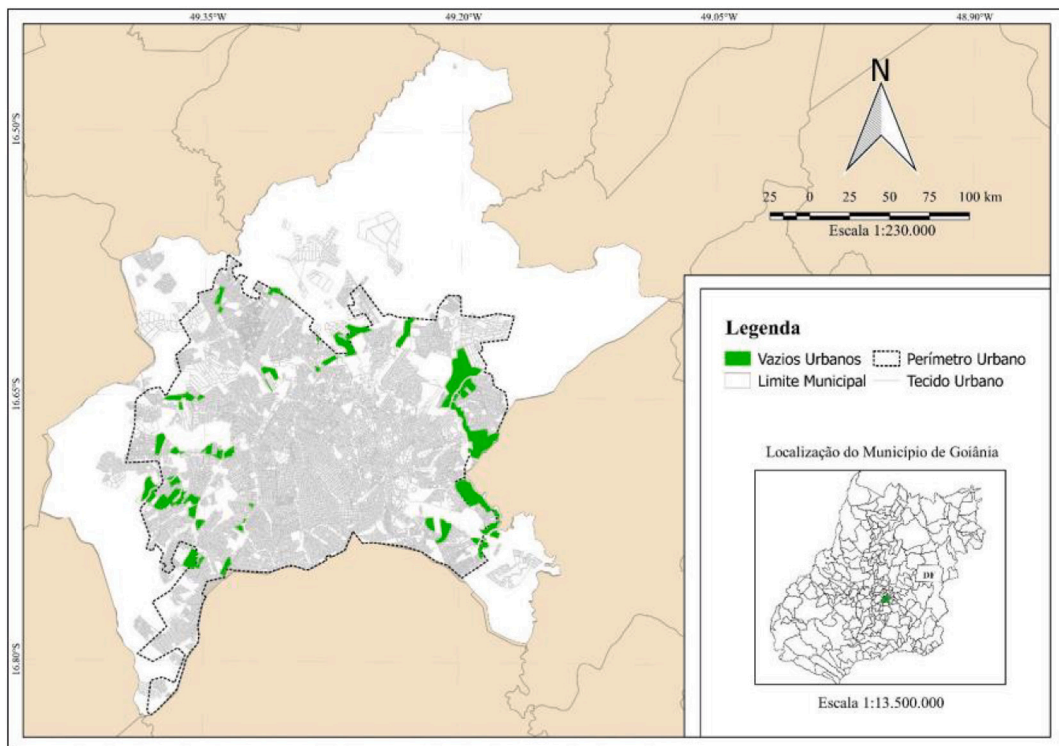 49.35°W 49.20°W 49.05°W 48.90°W
16.50°S
16.65°S
16.80°S
N
25 0 25 50 75 100 km
Escala 1:230.000
Legenda
Vazios Urbanos Perímetro Urbano
Limite Municipal Tecido Urbano
Localização do Município de Goiânia
DF
Escala 1:13.500.000